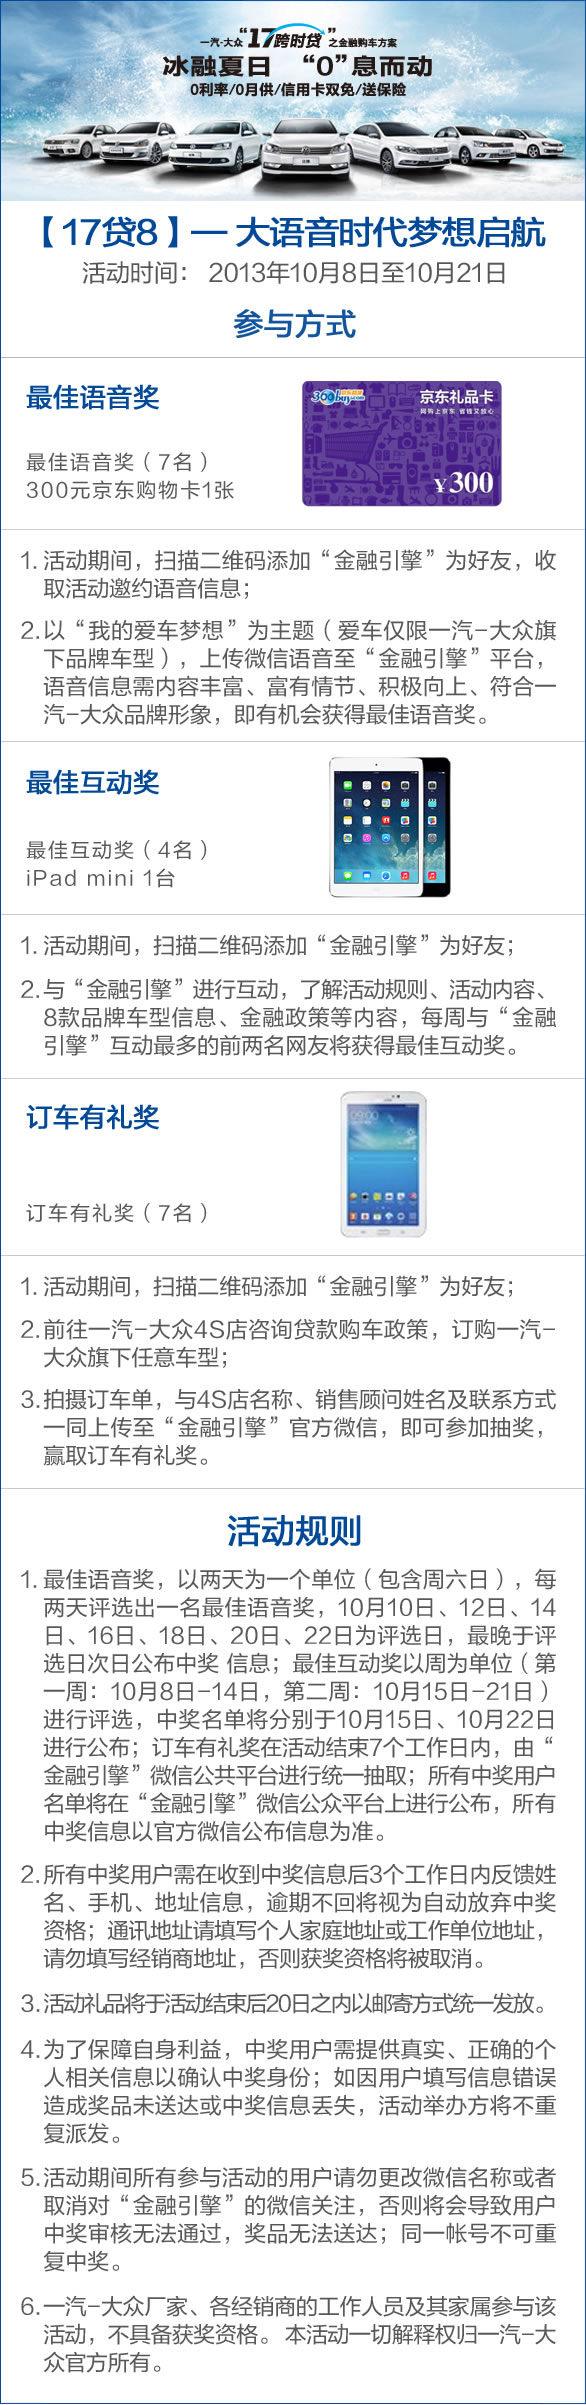 一汽-大众“17跨时贷”之金融购车方案
冰融夏日 “0”息而动
0利率/0月供/信用卡双免/送保险
【17贷8】— 大语音时代梦想启航
活动时间： 2013年10月8日至10月21日
参与方式
最佳语音奖
360buy.com
京东礼品卡
网购上京东 省钱又放心
¥300
最佳语音奖（7名）
300元京东购物卡1张
1. 活动期间，扫描二维码添加“金融引擎”为好友，收
取活动邀约语音信息；
2. 以“我的爱车梦想”为主题（爱车仅限一汽-大众旗
下品牌车型），上传微信语音至“金融引擎”平台，
语音信息需内容丰富、富有情节、积极向上、符合一
汽-大众品牌形象，即有机会获得最佳语音奖。
最佳互动奖
最佳互动奖（4名）
iPad mini 1台
1. 活动期间，扫描二维码添加“金融引擎”为好友；
2. 与“金融引擎”进行互动，了解活动规则、活动内容、
8款品牌车型信息、金融政策等内容，每周与“金融
引擎”互动最多的前两名网友将获得最佳互动奖。
订车有礼奖
订车有礼奖（7名）
1. 活动期间，扫描二维码添加“金融引擎”为好友；
2. 前往一汽-大众4S店咨询贷款购车政策，订购一汽-
大众旗下任意车型；
3. 拍摄订车单，与4S店名称、销售顾问姓名及联系方式
一同上传至“金融引擎”官方微信，即可参加抽奖，
赢取订车有礼奖。
活动规则
1. 最佳语音奖，以两天为一个单位（包含周六日），每
两天评选出一名最佳语音奖，10月10日、12日、14
日、16日、18日、20日、22日为评选日，最晚于评
选日次日公布中奖 信息；最佳互动奖以周为单位（第
一周：10月8日-14日，第二周：10月15日-21日）
进行评选，中奖名单将分别于10月15日、10月22日
进行公布；订车有礼奖在活动结束7个工作日内，由“
金融引擎”微信公共平台进行统一抽取；所有中奖用户
名单将在“金融引擎”微信公众平台上进行公布，所有
中奖信息以官方微信公布信息为准。
2. 所有中奖用户需在收到中奖信息后3个工作日内反馈姓
名、手机、地址信息，逾期不回将视为自动放弃中奖
资格；通讯地址请填写个人家庭地址或工作单位地址，
请勿填写经销商地址，否则获奖资格将被取消。
3. 活动礼品将于活动结束后20日之内以邮寄方式统一发放。
4. 为了保障自身利益，中奖用户需提供真实、正确的个
人相关信息以确认中奖身份；如因用户填写信息错误
造成奖品未送达或中奖信息丢失，活动举办方将不重
复派发。
5. 活动期间所有参与活动的用户请勿更改微信名称或者
取消对“金融引擎”的微信关注，否则将会导致用户
中奖审核无法通过，奖品无法送达；同一帐号不可重
复中奖。
6. 一汽-大众厂家、各经销商的工作人员及其家属参与该
活动，不具备获奖资格。 本活动一切解释权归一汽-大
众官方所有。